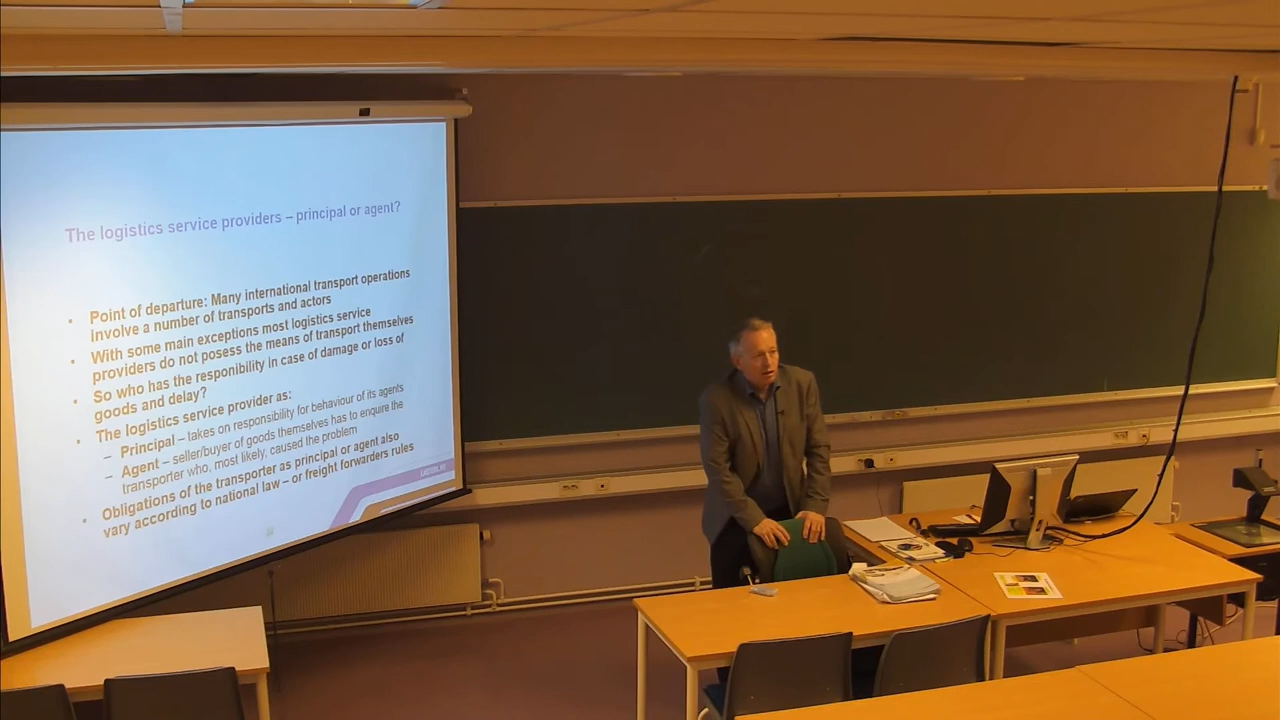 The logistics service providers – principal or agent?
• Point of departure: Many international transport operations
involve a number of transports and actors
• With some main exceptions most logistics service
providers do not posess the means of transport themselves
• So who has the responibility in case of damage or loss of
goods and delay?
• The logistics service provider as:
– Principal – takes on responsibility for behaviour of its agents
– Agent – seller/buyer of goods themselves has to enquire the
transporter who, most likely, caused the problem
• Obligations of the transporter as principal or agent also
vary according to national law – or freight forwarders rules